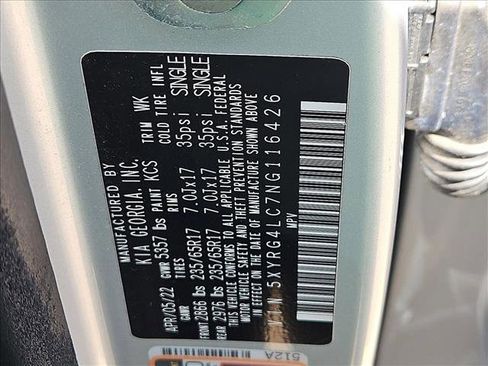 MANUFACTURED BY
KIA GEORGIA, INC.
APR/05/22 GVWR 5357 lbs PAINT KCS TRIM WK
GAWR TIRES RIMS COLD TIRE INFL
FRONT 2866 lbs 235/65R17 7.0Jx17 35psi SINGLE
REAR 2976 lbs 235/65R17 7.0Jx17 35psi SINGLE
THIS VEHICLE CONFORMS TO ALL APPLICABLE U.S.A. FEDERAL
MOTOR VEHICLE SAFETY AND THEFT PREVENTION STANDARDS
IN EFFECT ON THE DATE OF MANUFACTURE SHOWN ABOVE
5XYRG4LC7NG116426
MPV
512A